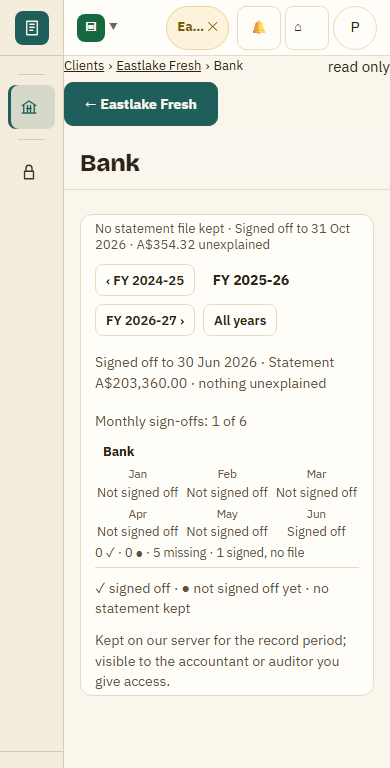 Ea...
P
Clients › Eastlake Fresh › Bank
read only
← Eastlake Fresh
Bank
No statement file kept · Signed off to 31 Oct
2026 · A$354.32 unexplained
‹ FY 2024-25
FY 2025-26
FY 2026-27 ›
All years
Signed off to 30 Jun 2026 · Statement
A$203,360.00 · nothing unexplained
Monthly sign-offs: 1 of 6
Bank
Jan Feb Mar
Not signed off Not signed off Not signed off
Apr May Jun
Not signed off Not signed off Signed off
0 ✓ · 0 ● · 5 missing · 1 signed, no file
✓ signed off · ● not signed off yet · no
statement kept
Kept on our server for the record period;
visible to the accountant or auditor you
give access.